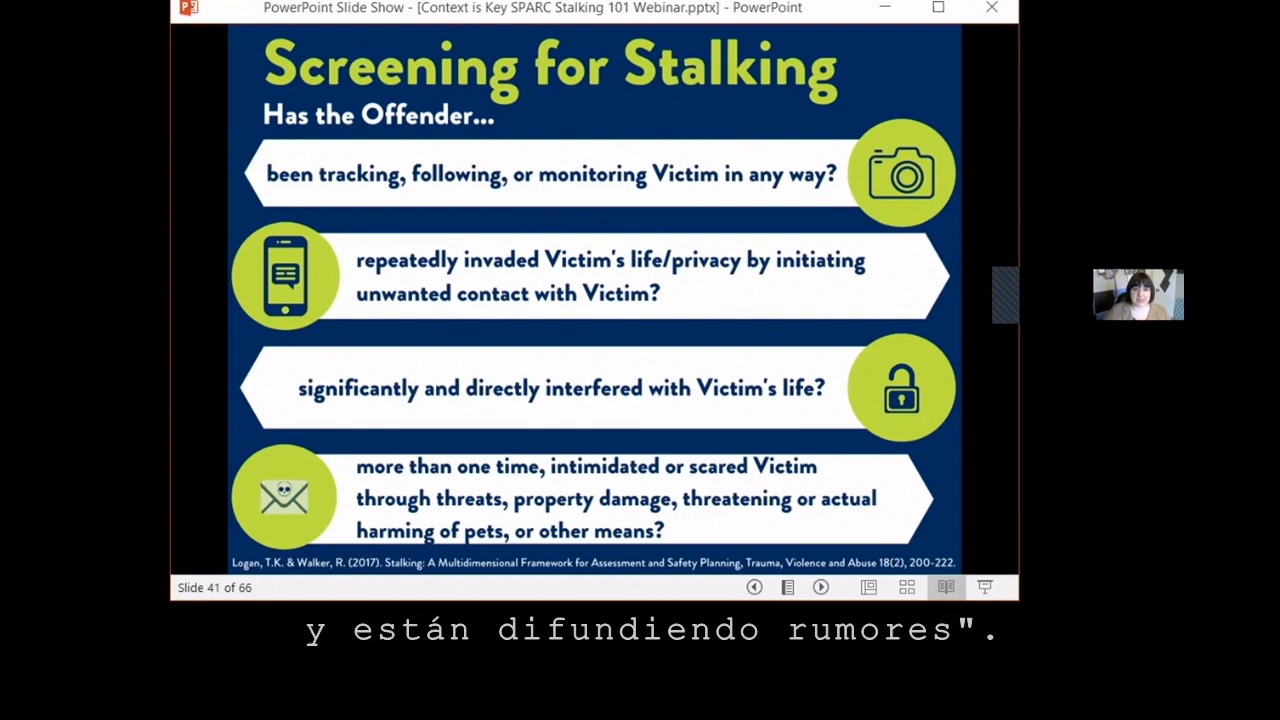 PowerPoint Slide Show - [Context is Key SPARC Stalking 101 Webinar.pptx] - PowerPoint
Screening for Stalking
Has the Offender...
been tracking, following, or monitoring Victim in any way?
repeatedly invaded Victim's life/privacy by initiating
unwanted contact with Victim?
significantly and directly interfered with Victim's life?
more than one time, intimidated or scared Victim
through threats, property damage, threatening or actual
harming of pets, or other means?
Logan, T.K. & Walker, R. (2017). Stalking: A Multidimensional Framework for Assessment and Safety Planning, Trauma, Violence and Abuse 18(2), 200-222.
Slide 41 of 66
y están difundiendo rumores".